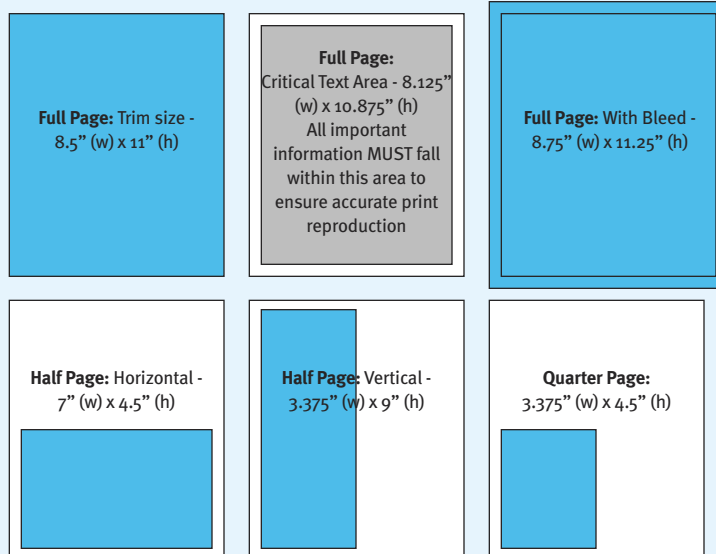 Full Page: Trim size -
8.5” (w) x 11” (h)
Full Page:
Critical Text Area - 8.125”
(w) x 10.875” (h)
All important
information MUST fall
within this area to
ensure accurate print
reproduction
Full Page: With Bleed -
8.75” (w) x 11.25” (h)
Half Page: Horizontal -
7” (w) x 4.5” (h)
Half Page: Vertical -
3.375” (w) x 9” (h)
Quarter Page:
3.375” (w) x 4.5” (h)